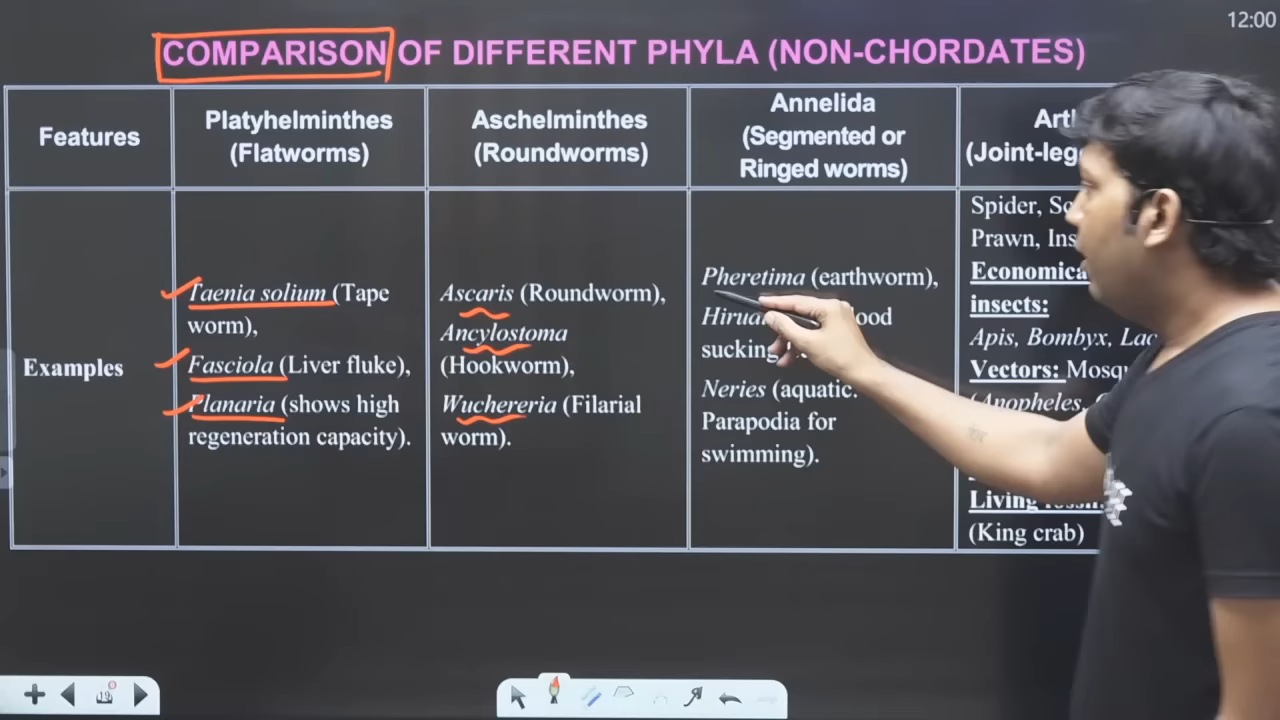 12:00
COMPARISON OF DIFFERENT PHYLA (NON-CHORDATES)
Features
Platyhelminthes
(Flatworms)
Aschelminthes
(Roundworms)
Annelida
(Segmented or
Ringed worms)
Examples
Taenia solium (Tape
worm),
Fasciola (Liver fluke),
Planaria (shows high
regeneration capacity).
Ascaris (Roundworm),
Ancylostoma
(Hookworm),
Wuchereria (Filarial
worm).
Pheretima (earthworm),
sucking
Neries (aquatic.
Parapodia for
swimming).
Spider,
Prawn,
insects:
Apis, Bombyx,
Vectors:
(Anopheles,
Living
(King crab)